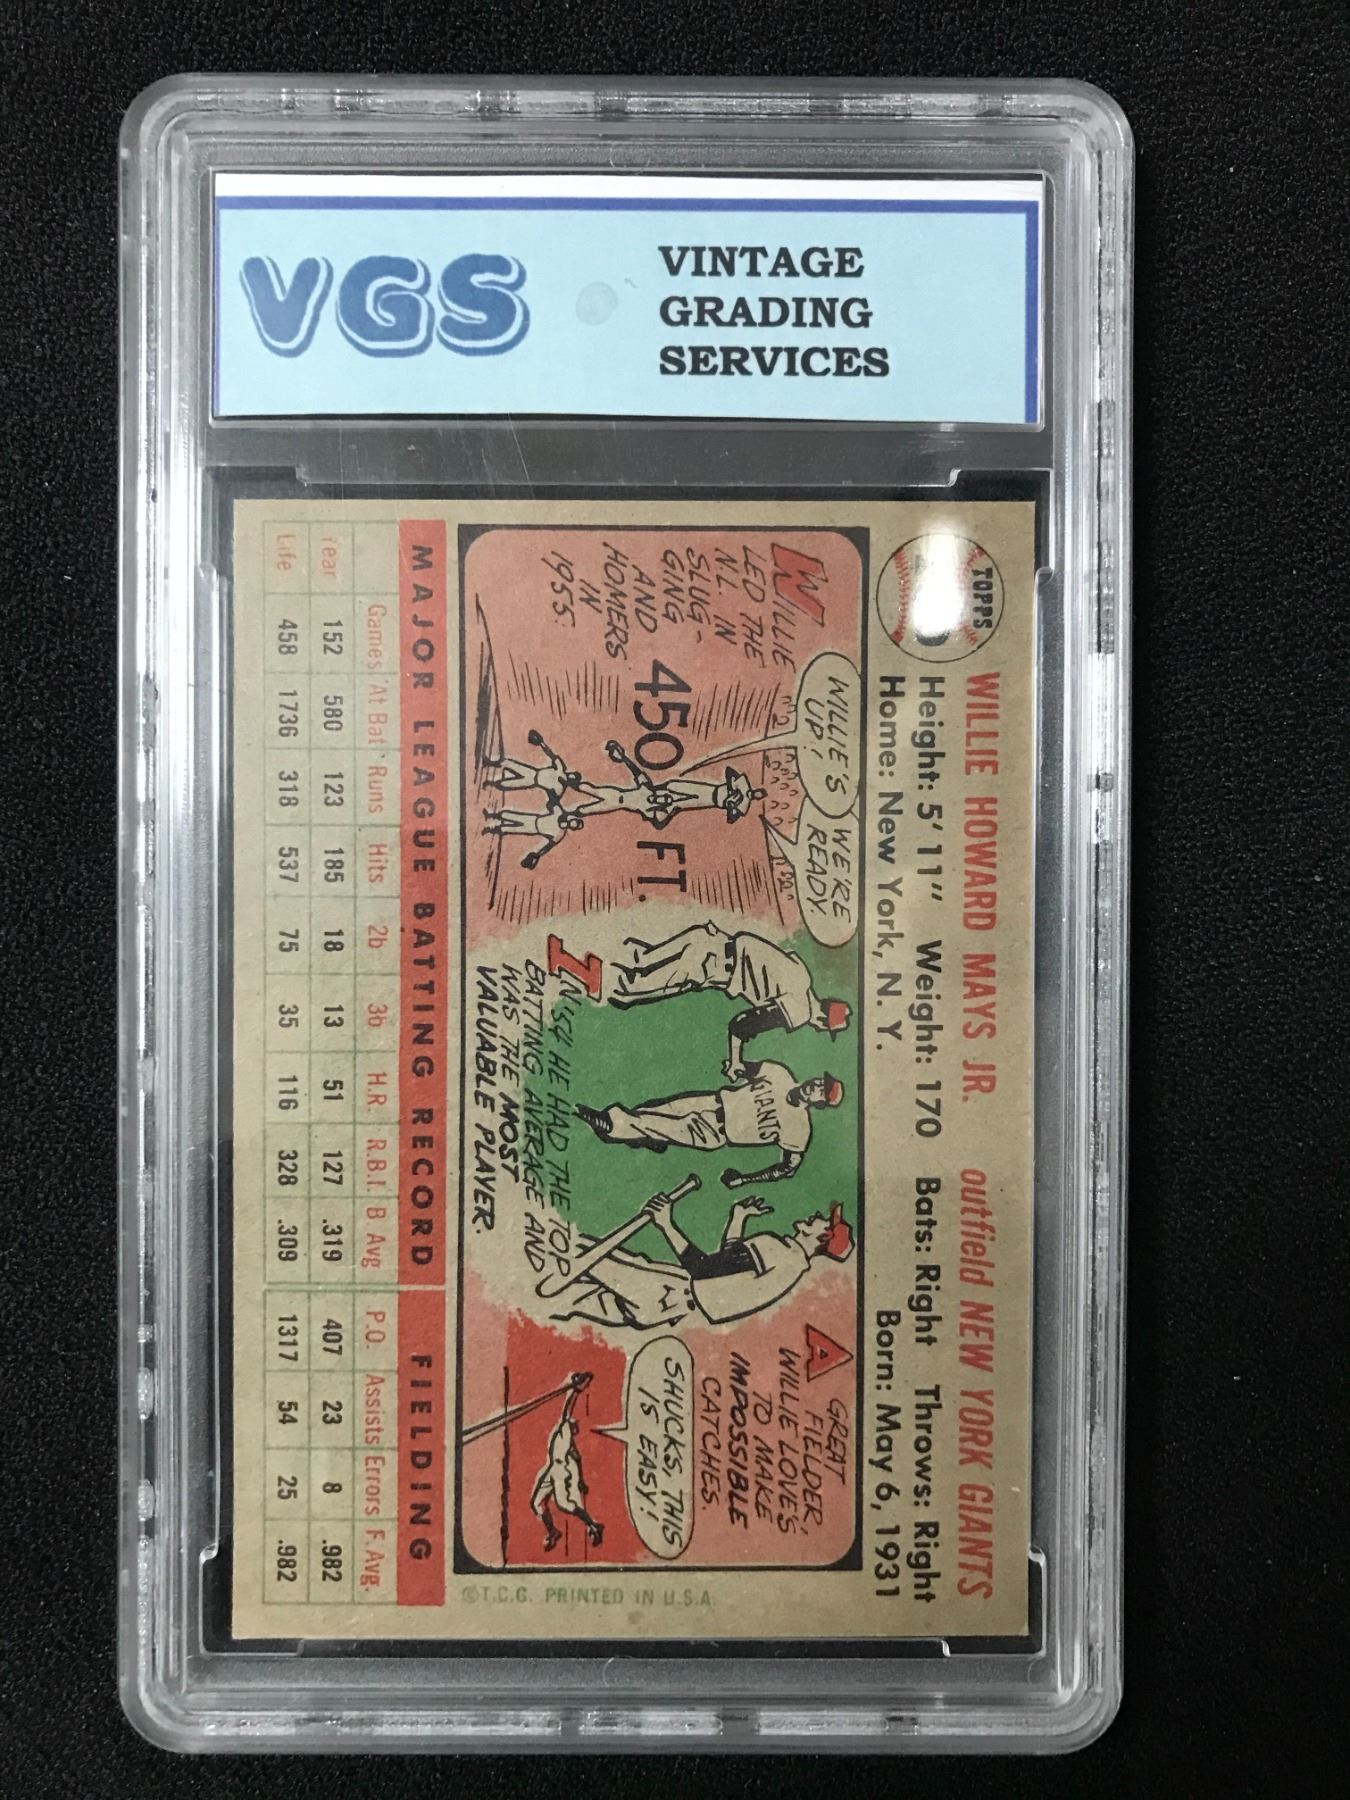 VGS
VINTAGE
GRADING
SERVICES
TOPPS
WILLIE HOWARD MAYS JR. outfield NEW YORK GIANTS
Height: 5'11" Weight: 170 Bats: Right Throws: Right
Home: New York, N. Y. Born: May 6, 1931
WILLIE
LED THE
N.L. IN
SLUG-
GING
AND
HOMERS
IN
1955.
WILLIE'S
UP!
WE'RE
READY.
450 FT.
IN '54 HE HAD THE TOP
BATTING AVERAGE AND
WAS THE MOST
VALUABLE PLAYER.
GIANTS
A GREAT
FIELDER,
WILLIE LOVE'S
TO MAKE
IMPOSSIBLE
CATCHES.
SHUCKS, THIS
IS EASY!
©T.C.G. PRINTED IN U.S.A.
MAJOR LEAGUE BATTING RECORD FIELDING
Games At Bat Runs Hits 2b 3b H.R. R.B.I. B Avg P.O. Assists Errors F. Avg.
Year 152 580 123 185 18 13 51 127 .319 407 23 8 .982
Life 458 1736 318 537 75 35 116 328 .309 1317 54 25 .982